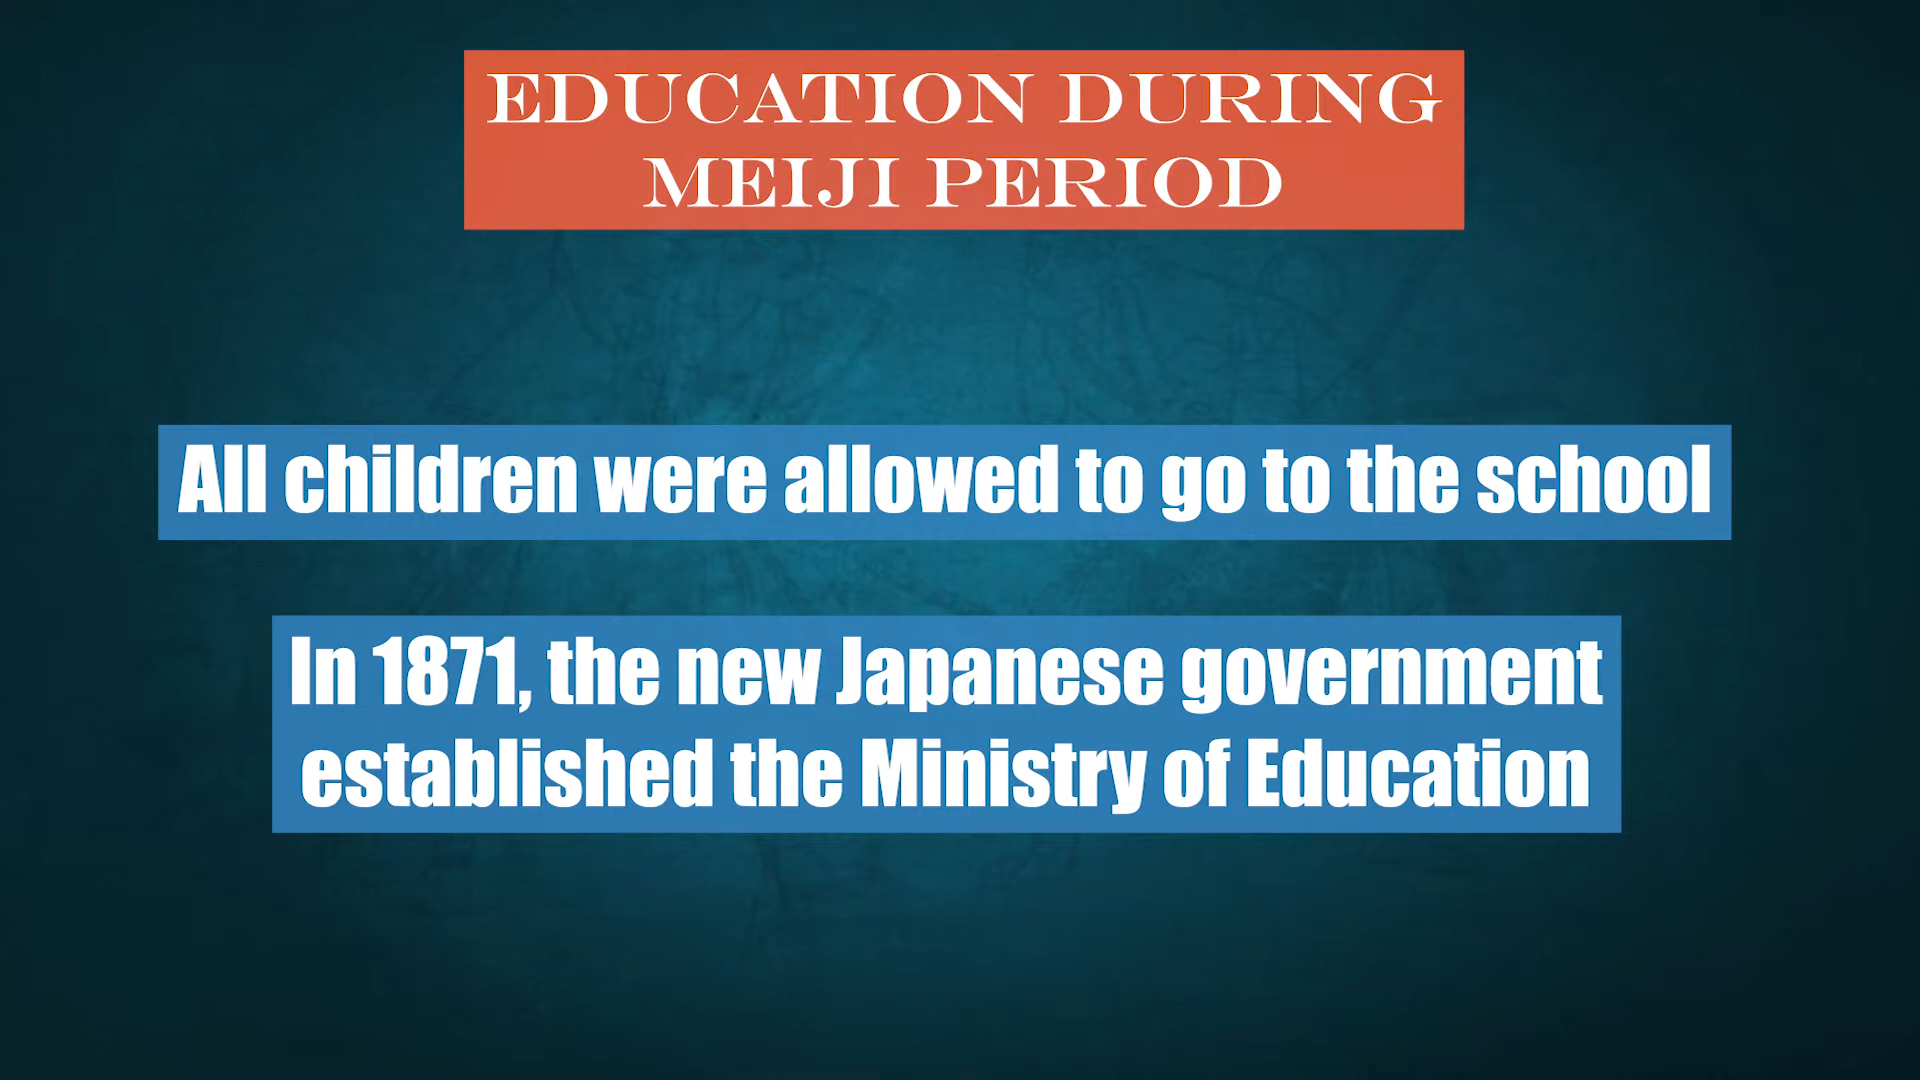 EDUCATION DURING
MEIJI PERIOD
All children were allowed to go to the school
In 1871, the new Japanese government
established the Ministry of Education